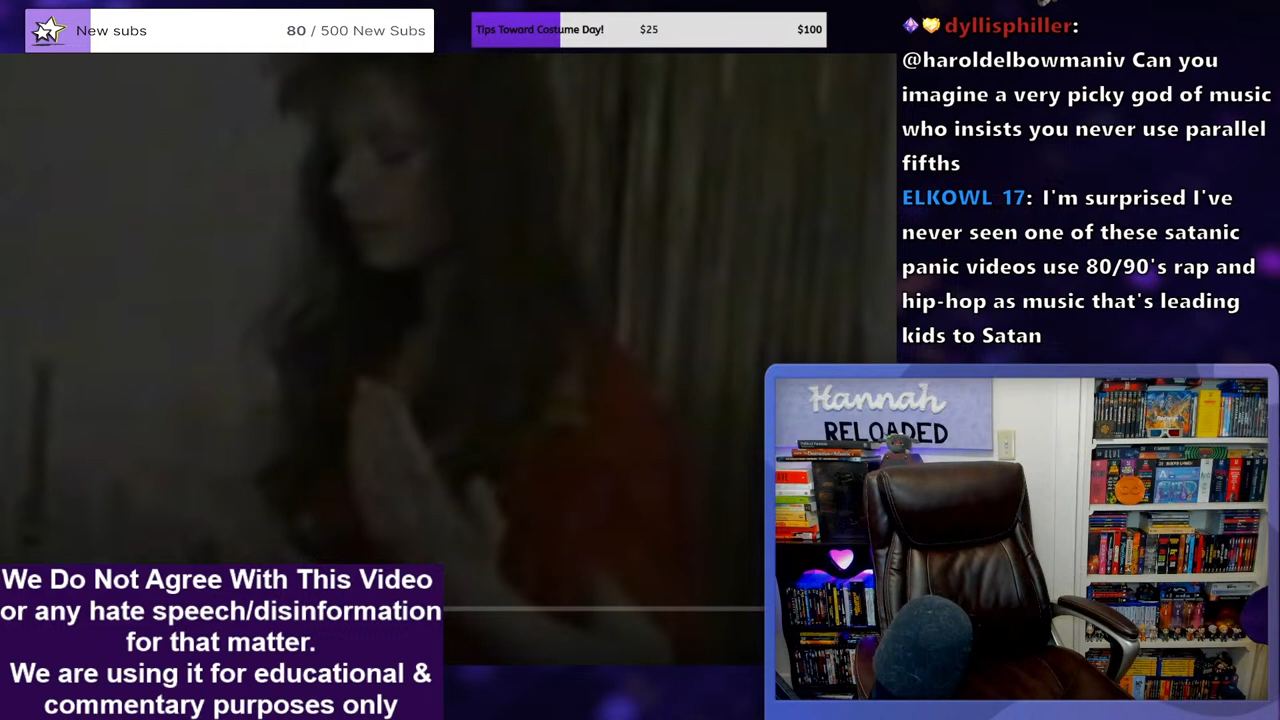 New subs
80 / 500 New Subs
Tips Toward Costume Day!
$25
$100
dyllisphiller:
@haroldelbowmaniv Can you
imagine a very picky god of music
who insists you never use parallel
fifths
ELKOWL 17: I'm surprised I've
never seen one of these satanic
panic videos use 80/90's rap and
hip-hop as music that's leading
kids to Satan
Hannah
RELOADED
We Do Not Agree With This Video
or any hate speech/disinformation
for that matter.
We are using it for educational &
commentary purposes only